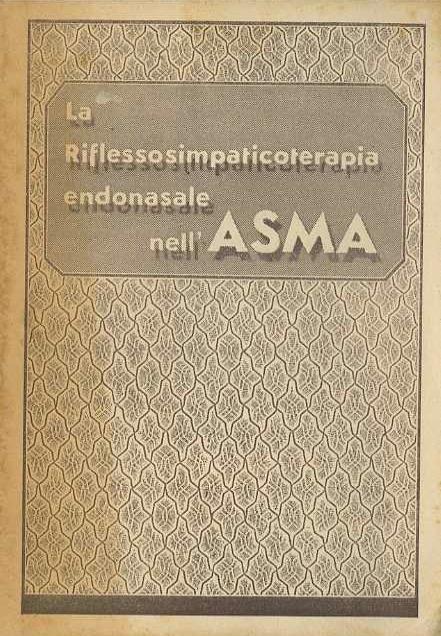 La
Riflessosimpaticoterapia
endonasale
nell' ASMA